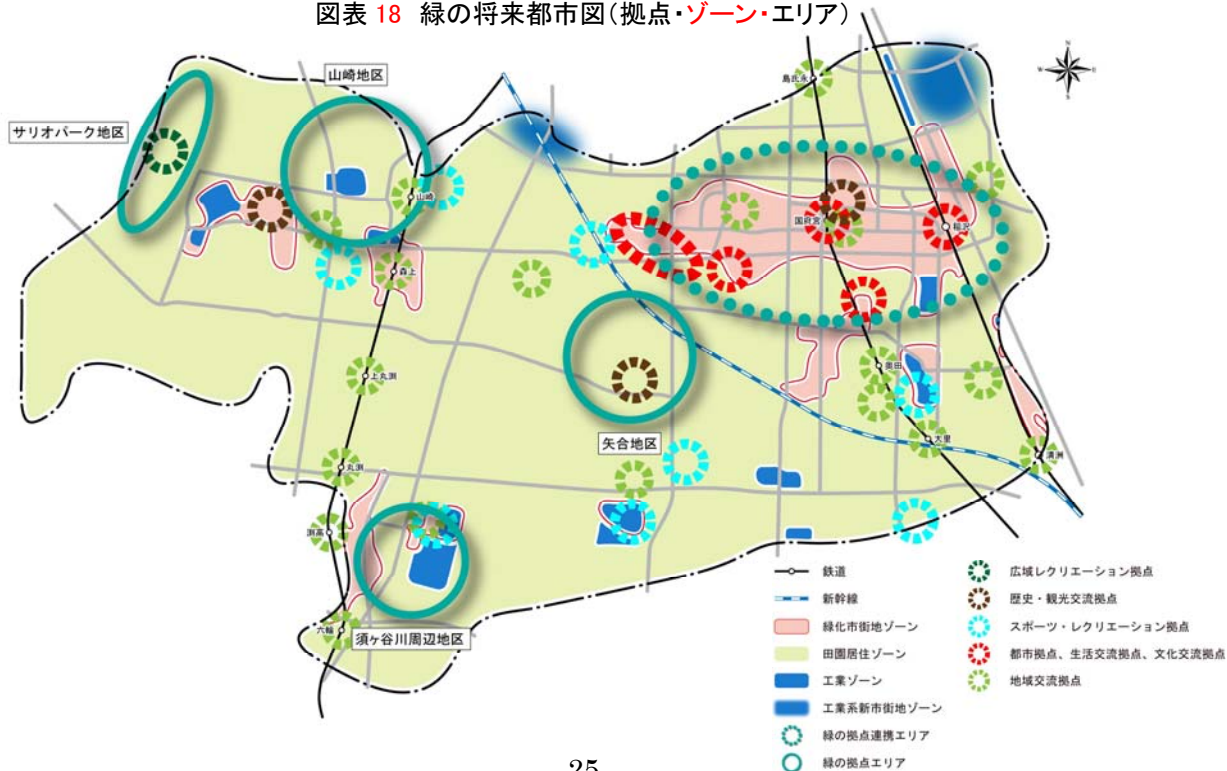 図表 18 緑の将来都市図(拠点・ゾーン・エリア)
N
W E
S
山崎地区
サリオパーク地区
島氏永
山崎
国府宮
稲沢
森上
上丸渕
奥田
矢合地区
大里
清洲
丸渕
渕高
六輪
須ヶ谷川周辺地区
鉄道
新幹線
緑化市街地ゾーン
田園居住ゾーン
工業ゾーン
工業系新市街地ゾーン
緑の拠点連携エリア
緑の拠点エリア
広域レクリエーション拠点
歴史・観光交流拠点
スポーツ・レクリエーション拠点
都市拠点、生活交流拠点、文化交流拠点
地域交流拠点
25